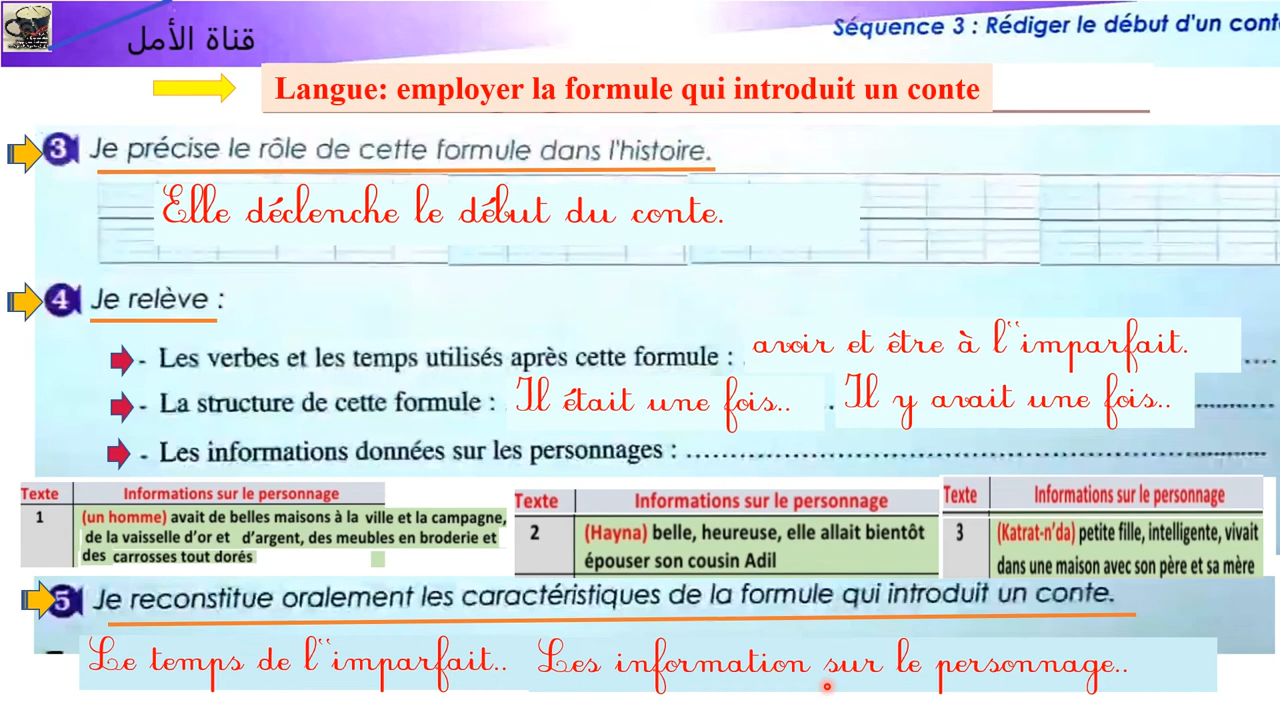 قناة الأمل
Séquence 3 : Rédiger le début d'un cont
Langue: employer la formule qui introduit un conte
3 Je précise le rôle de cette formule dans l'histoire.
Elle déclenche le début du conte.
4 Je relève :
- Les verbes et les temps utilisés après cette formule : avoir et être à l'imparfait. ....
- La structure de cette formule : Il était une fois.. . Il y avait une fois.. ..........
- Les informations données sur les personnages : ..........
Texte Informations sur le personnage
1 (un homme) avait de belles maisons à la ville et la campagne,
de la vaisselle d'or et d'argent, des meubles en broderie et
des carrosses tout dorés
Texte Informations sur le personnage
2 (Hayna) belle, heureuse, elle allait bientôt
épouser son cousin Adil
Texte Informations sur le personnage
3 (Katrat-n'da) petite fille, intelligente, vivait
dans une maison avec son père et sa mère
5 Je reconstitue oralement les caractéristiques de la formule qui introduit un conte.
Le temps de l'imparfait.. Les information sur le personnage..